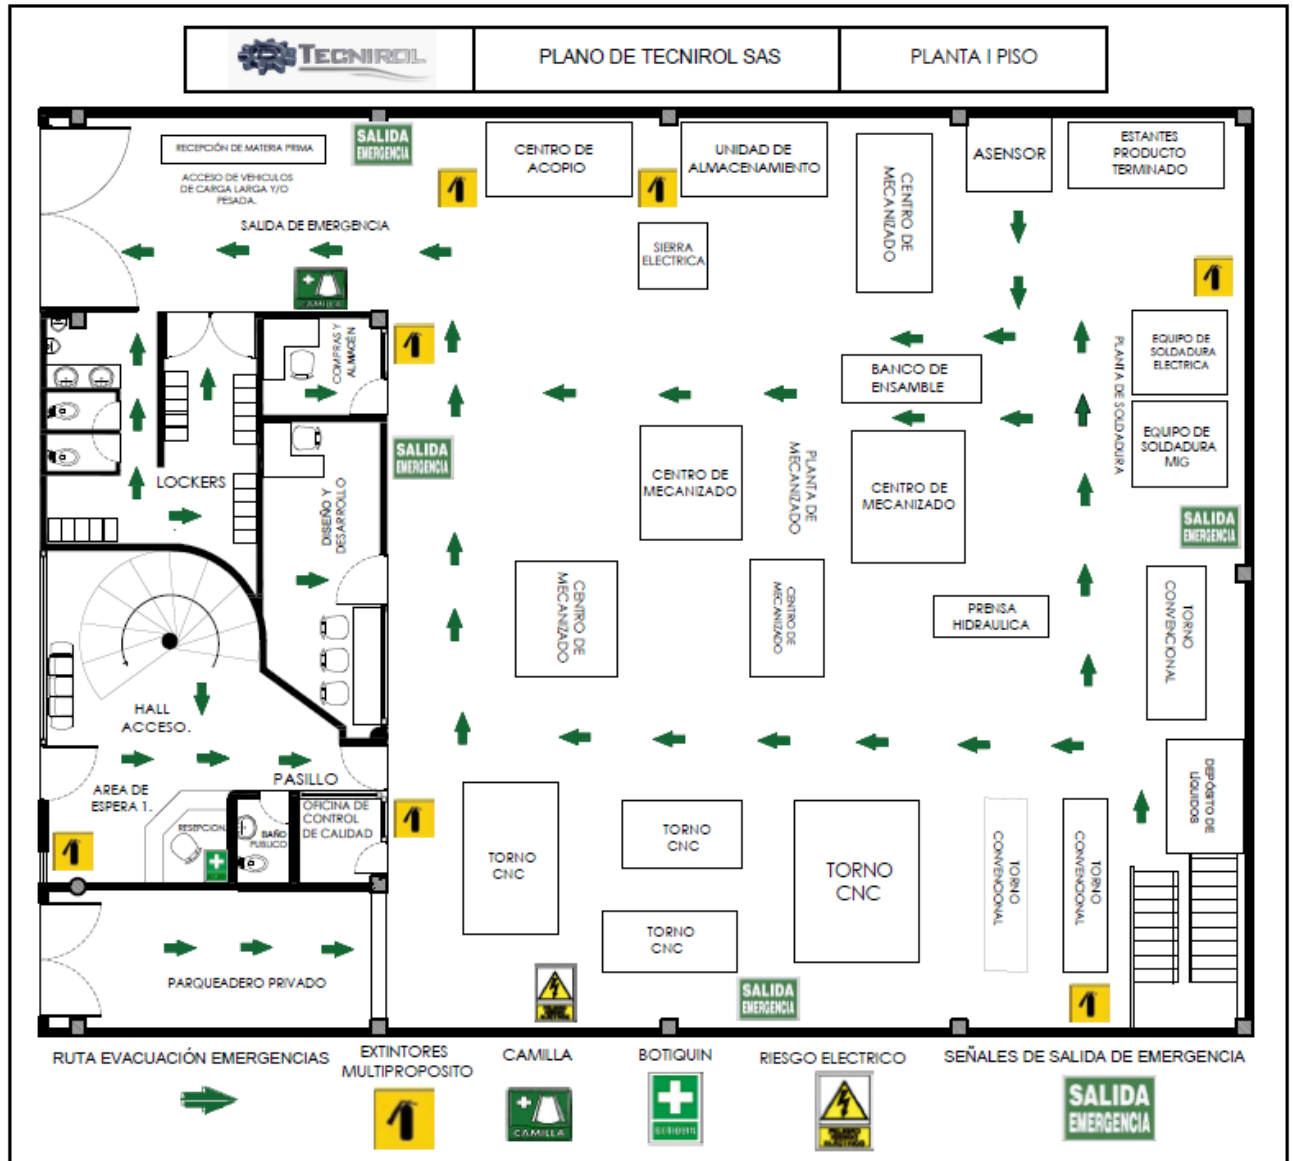 TECNIROL
PLANO DE TECNIROL SAS
PLANTA I PISO
RECEPCIÓN DE MATERIA PRIMA
ACCESO DE VEHICULOS
DE CARGA LARGA Y/O
PESADA.
SALIDA
EMERGENCIA
SALIDA DE EMERGENCIA
CENTRO DE
ACOPIO
UNIDAD DE
ALMACENAMIENTO
CENTRO DE
MECANIZADO
ASENSOR
ESTANTES
PRODUCTO
TERMINADO
SIERRA
ELECTRICA
CAMILLA
COMPRAS Y
ALMACÉN
BANCO DE
ENSAMBLE
PLANTA DE SOLDADURA
EQUIPO DE
SOLDADURA
ELECTRICA
EQUIPO DE
SOLDADURA
MIG
SALIDA
EMERGENCIA
LOCKERS
DISEÑO Y
DESARROLLO
CENTRO DE
MECANIZADO
PLANTA DE
MECANIZADO
CENTRO DE
MECANIZADO
SALIDA
EMERGENCIA
CENTRO DE
MECANIZADO
CENTRO DE
MECANIZADO
PRENSA
HIDRAULICA
TORNO
CONVENCIONAL
HALL
ACCESO.
PASILLO
AREA DE
ESPERA 1.
RESEPCION
BAÑO
PUBLICO
OFICINA DE
CONTROL
DE CALIDAD
DEPÓSITO DE
LÍQUIDOS
TORNO
CNC
TORNO
CNC
TORNO
CNC
TORNO
CNC
TORNO
CONVENCIONAL
TORNO
CONVENCIONAL
PARQUEADERO PRIVADO
SALIDA
EMERGENCIA
RUTA EVACUACIÓN EMERGENCIAS
EXTINTORES
MULTIPROPOSITO
CAMILLA
BOTIQUIN
RIESGO ELECTRICO
SEÑALES DE SALIDA DE EMERGENCIA
CAMILLA
BOTIQUIN
PELIGRO
RIESGO
ELECTRICO
SALIDA
EMERGENCIA